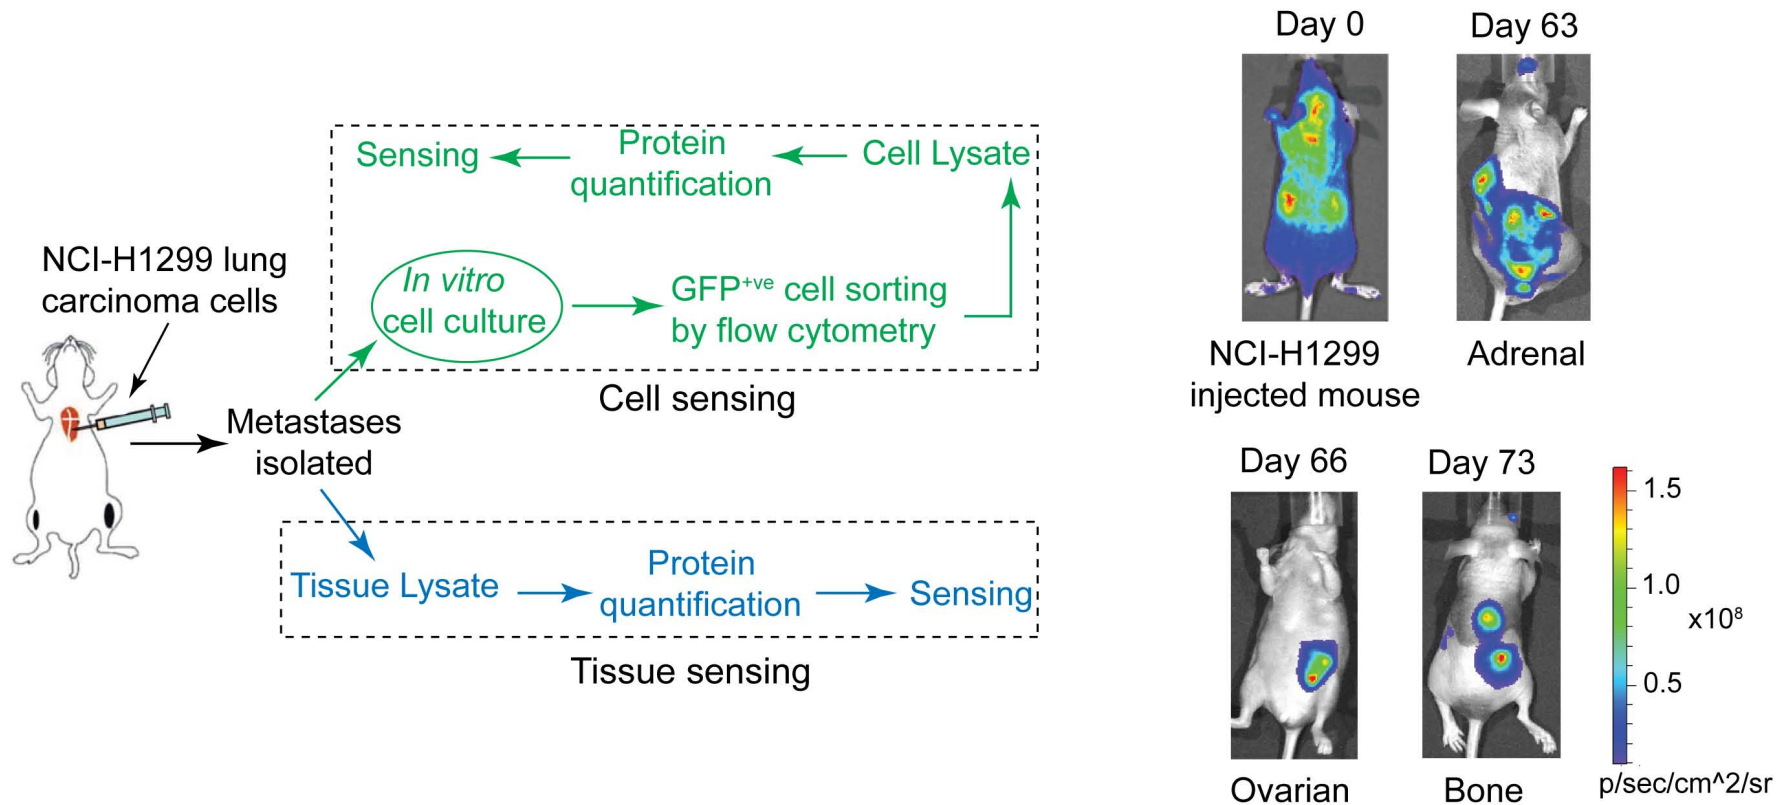 NCI-H1299 lung
carcinoma cells
Metastases
isolated
Sensing
Protein
quantification
Cell Lysate
In vitro
cell culture
GFP+ve cell sorting
by flow cytometry
Cell sensing
Tissue Lysate
Protein
quantification
Sensing
Tissue sensing
Day 0
Day 63
NCI-H1299
injected mouse
Adrenal
Day 66
Day 73
Ovarian
Bone
1.5
1.0
x10⁸
0.5
p/sec/cm^2/sr